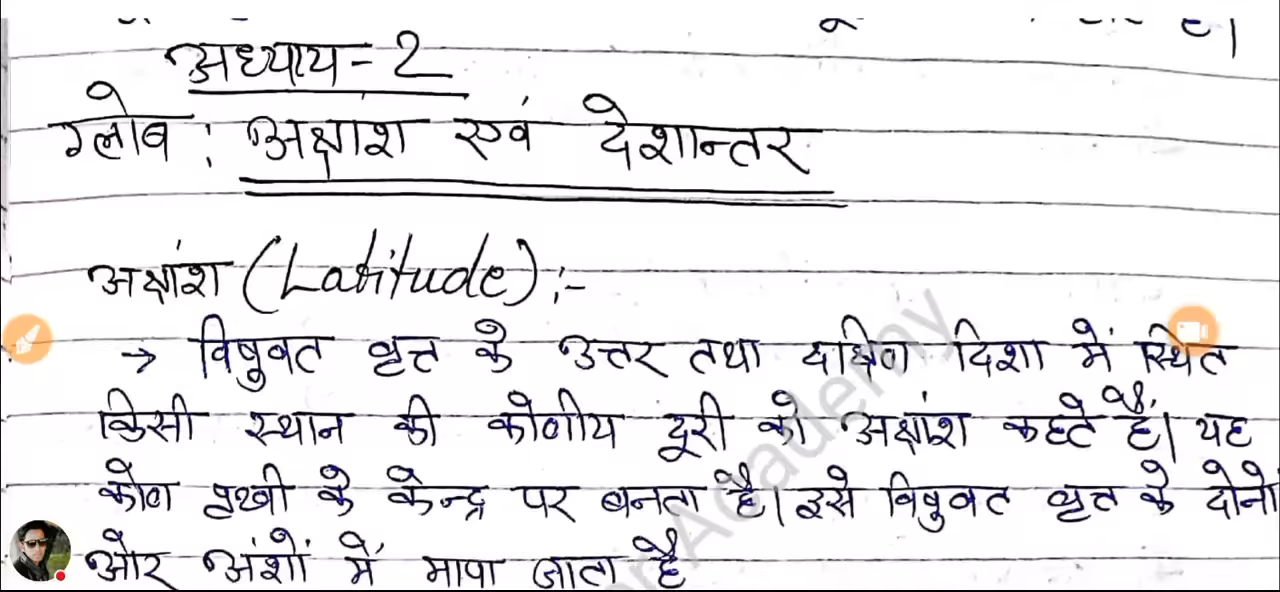 अध्याय - 2
ग्लोब : अक्षांश एवं देशान्तर
अक्षांश (Latitude) :-
→ विषुवत वृत्त के उत्तर तथा दक्षिण दिशा में स्थित
किसी स्थान की कोणीय दूरी को अक्षांश कहते हैं। यह
कोण पृथ्वी के केन्द्र पर बनता है। इसे विषुवत वृत्त के दोनों
ओर अंशों में मापा जाता है
Academy